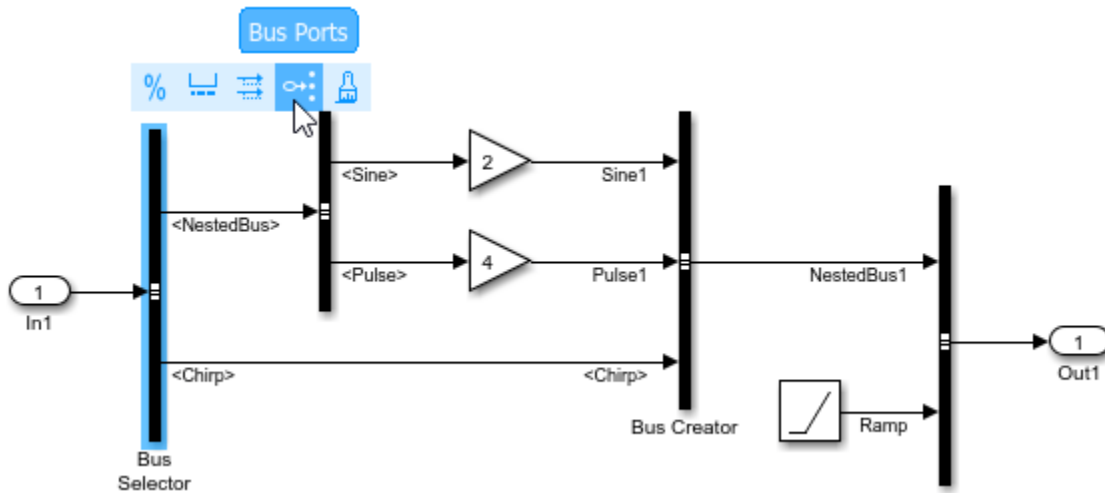 Bus Ports
%
<Sine>
2
Sine1
<NestedBus>
<Pulse>
4
Pulse1
NestedBus1
1
In1
1
Out1
<Chirp>
<Chirp>
Bus Creator
Ramp
Bus
Selector